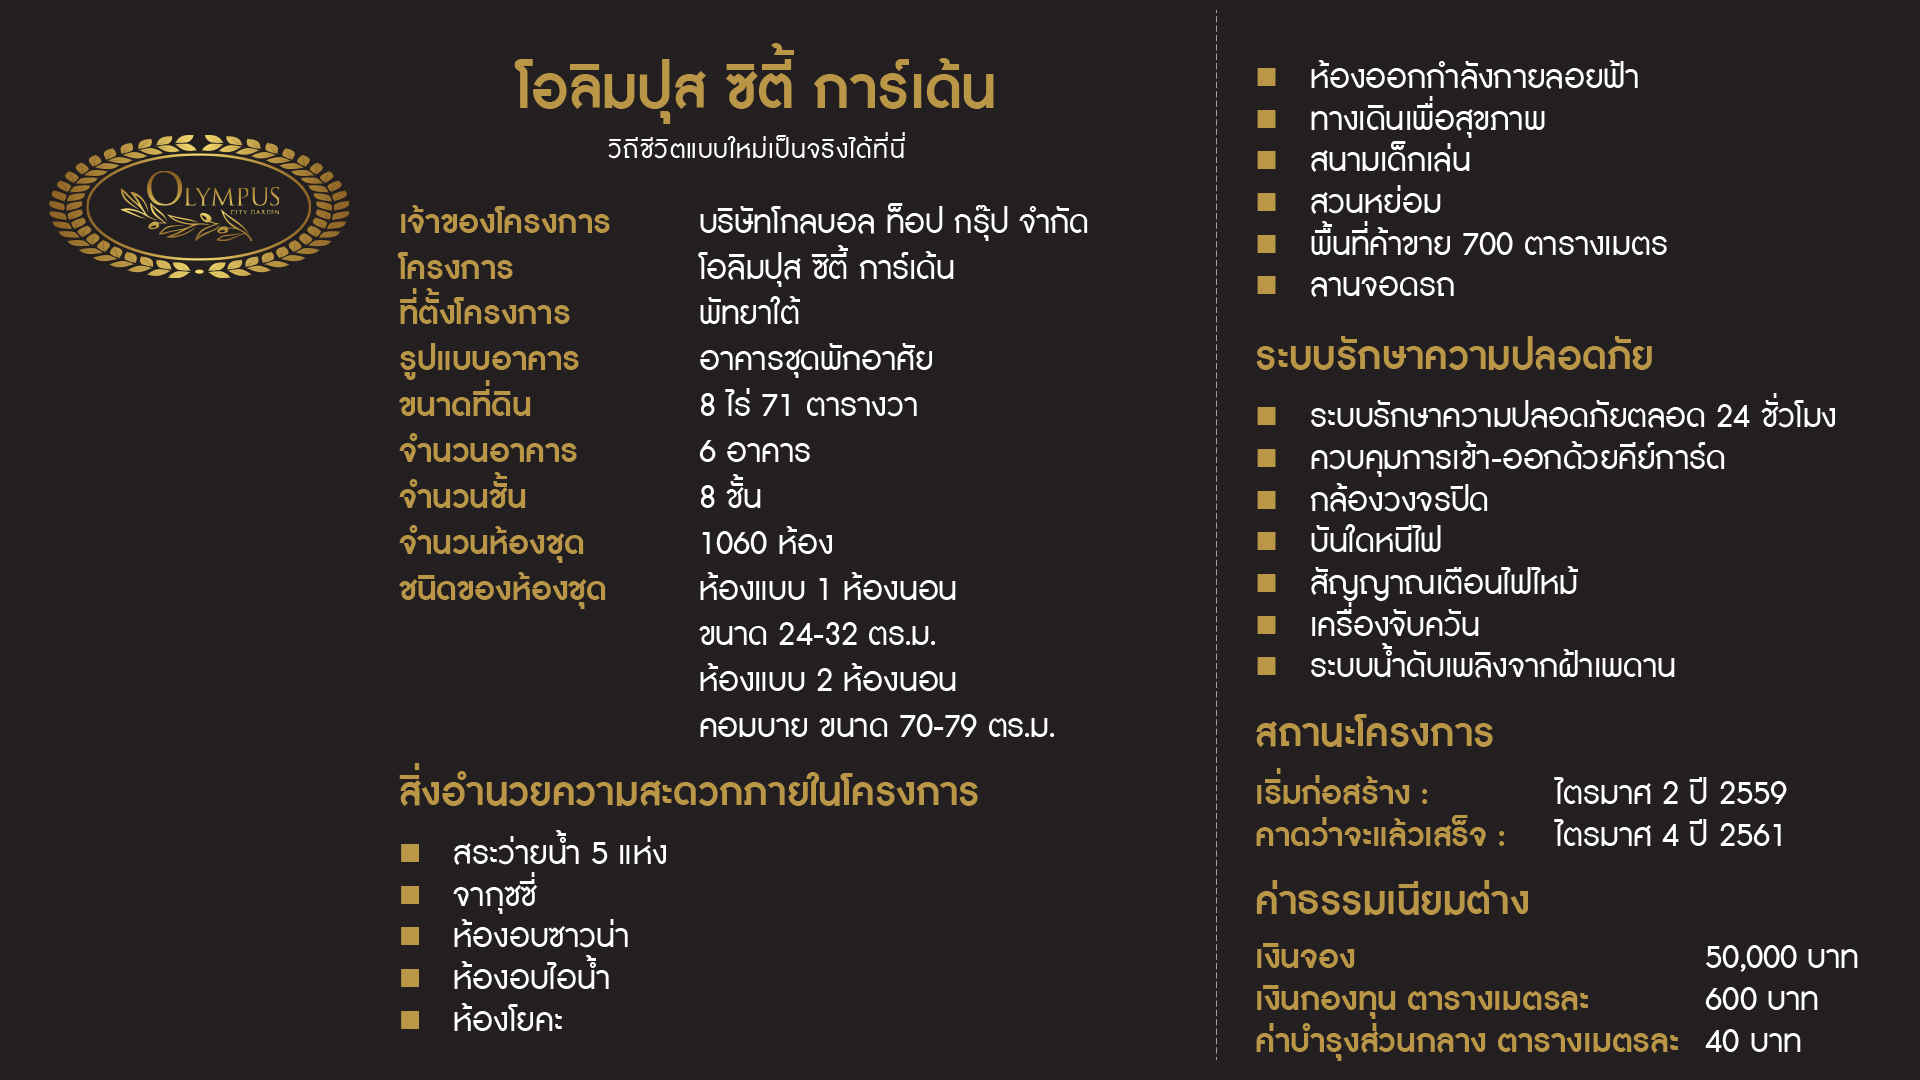 OLYMPUS
CITY GARDEN
โอลิมปุส ซิตี้ การ์เด้น
วิถีชีวิตแบบใหม่เป็นจริงได้ที่นี่
เจ้าของโครงการ บริษัทโกลบอล ท็อป กรุ๊ป จำกัด
โครงการ โอลิมปุส ซิตี้ การ์เด้น
ที่ตั้งโครงการ พัทยาใต้
รูปแบบอาคาร อาคารชุดพักอาศัย
ขนาดที่ดิน 8 ไร่ 71 ตารางวา
จำนวนอาคาร 6 อาคาร
จำนวนชั้น 8 ชั้น
จำนวนห้องชุด 1060 ห้อง
ชนิดของห้องชุด ห้องแบบ 1 ห้องนอน
ขนาด 24-32 ตร.ม.
ห้องแบบ 2 ห้องนอน
คอมบาย ขนาด 70-79 ตร.ม.
สิ่งอำนวยความสะดวกภายในโครงการ
สระว่ายน้ำ 5 แห่ง
จากุซซี่
ห้องอบซาวน่า
ห้องอบไอน้ำ
ห้องโยคะ
ห้องออกกำลังกายลอยฟ้า
ทางเดินเพื่อสุขภาพ
สนามเด็กเล่น
สวนหย่อม
พื้นที่ค้าขาย 700 ตารางเมตร
ลานจอดรถ
ระบบรักษาความปลอดภัย
ระบบรักษาความปลอดภัยตลอด 24 ชั่วโมง
ควบคุมการเข้า-ออกด้วยคีย์การ์ด
กล้องวงจรปิด
บันใดหนีไฟ
สัญญาณเตือนไฟไหม้
เครื่องจับควัน
ระบบน้ำดับเพลิงจากฝ้าเพดาน
สถานะโครงการ
เริ่มก่อสร้าง : ไตรมาศ 2 ปี 2559
คาดว่าจะแล้วเสร็จ : ไตรมาศ 4 ปี 2561
ค่าธรรมเนียมต่าง
เงินจอง 50,000 บาท
เงินกองทุน ตารางเมตรละ 600 บาท
ค่าบำรุงส่วนกลาง ตารางเมตรละ 40 บาท